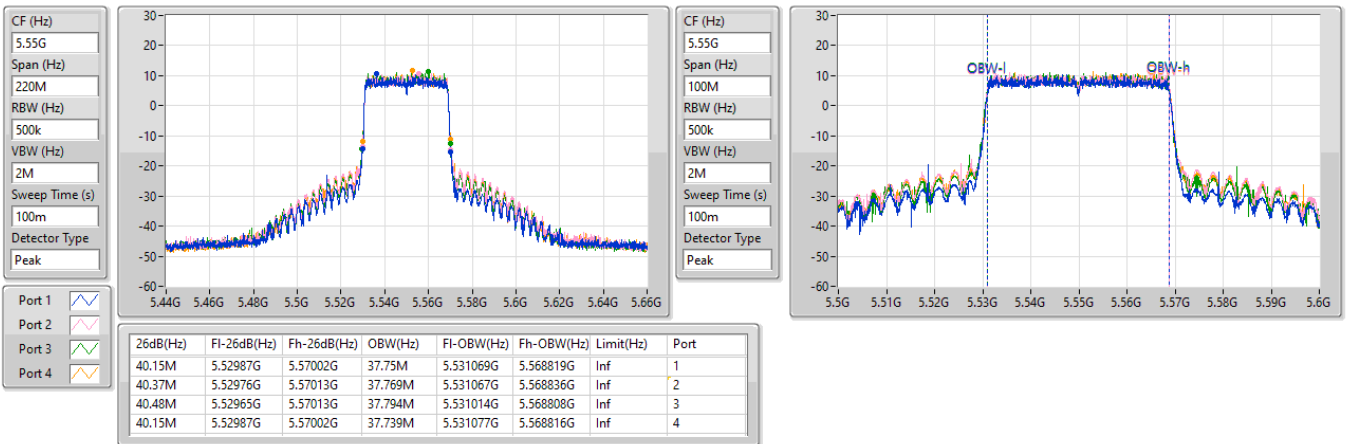 CF (Hz)
5.55G
Span (Hz)
220M
RBW (Hz)
500k
VBW (Hz)
2M
Sweep Time (s)
100m
Detector Type
Peak
30
20
10
0
-10
-20
-30
-40
-50
-60
5.44G 5.46G 5.48G 5.5G 5.52G 5.54G 5.56G 5.58G 5.6G 5.62G 5.64G 5.66G
CF (Hz)
5.55G
Span (Hz)
100M
RBW (Hz)
500k
VBW (Hz)
2M
Sweep Time (s)
100m
Detector Type
Peak
30
20
10
0
-10
-20
-30
-40
-50
-60
OBW-l OBW-h
5.5G 5.51G 5.52G 5.53G 5.54G 5.55G 5.56G 5.57G 5.58G 5.59G 5.6G
Port 1
Port 2
Port 3
Port 4
26dB(Hz) Fl-26dB(Hz) Fh-26dB(Hz) OBW(Hz) Fl-OBW(Hz) Fh-OBW(Hz) Limit(Hz) Port
40.15M 5.52987G 5.57002G 37.75M 5.531069G 5.568819G Inf 1
40.37M 5.52976G 5.57013G 37.769M 5.531067G 5.568836G Inf 2
40.48M 5.52965G 5.57013G 37.794M 5.531014G 5.568808G Inf 3
40.15M 5.52987G 5.57002G 37.739M 5.531077G 5.568816G Inf 4